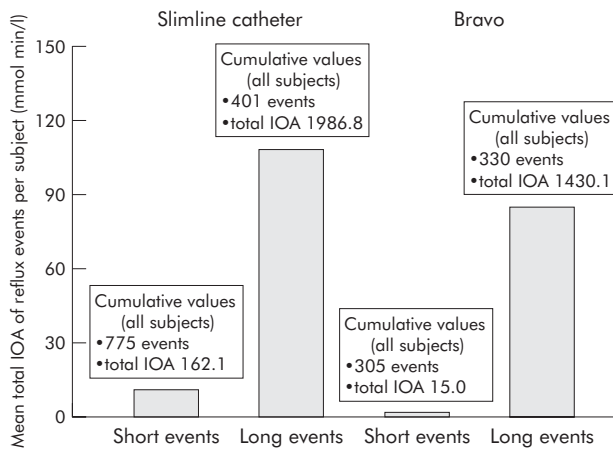 Slimline catheter
Bravo
Mean total IOA of reflux events per subject (mmol min/l)
150
120
90
60
30
0
Cumulative values
(all subjects)
•775 events
•total IOA 162.1
Cumulative values
(all subjects)
•401 events
•total IOA 1986.8
Cumulative values
(all subjects)
•305 events
•total IOA 15.0
Cumulative values
(all subjects)
•330 events
•total IOA 1430.1
Short events
Long events
Short events
Long events